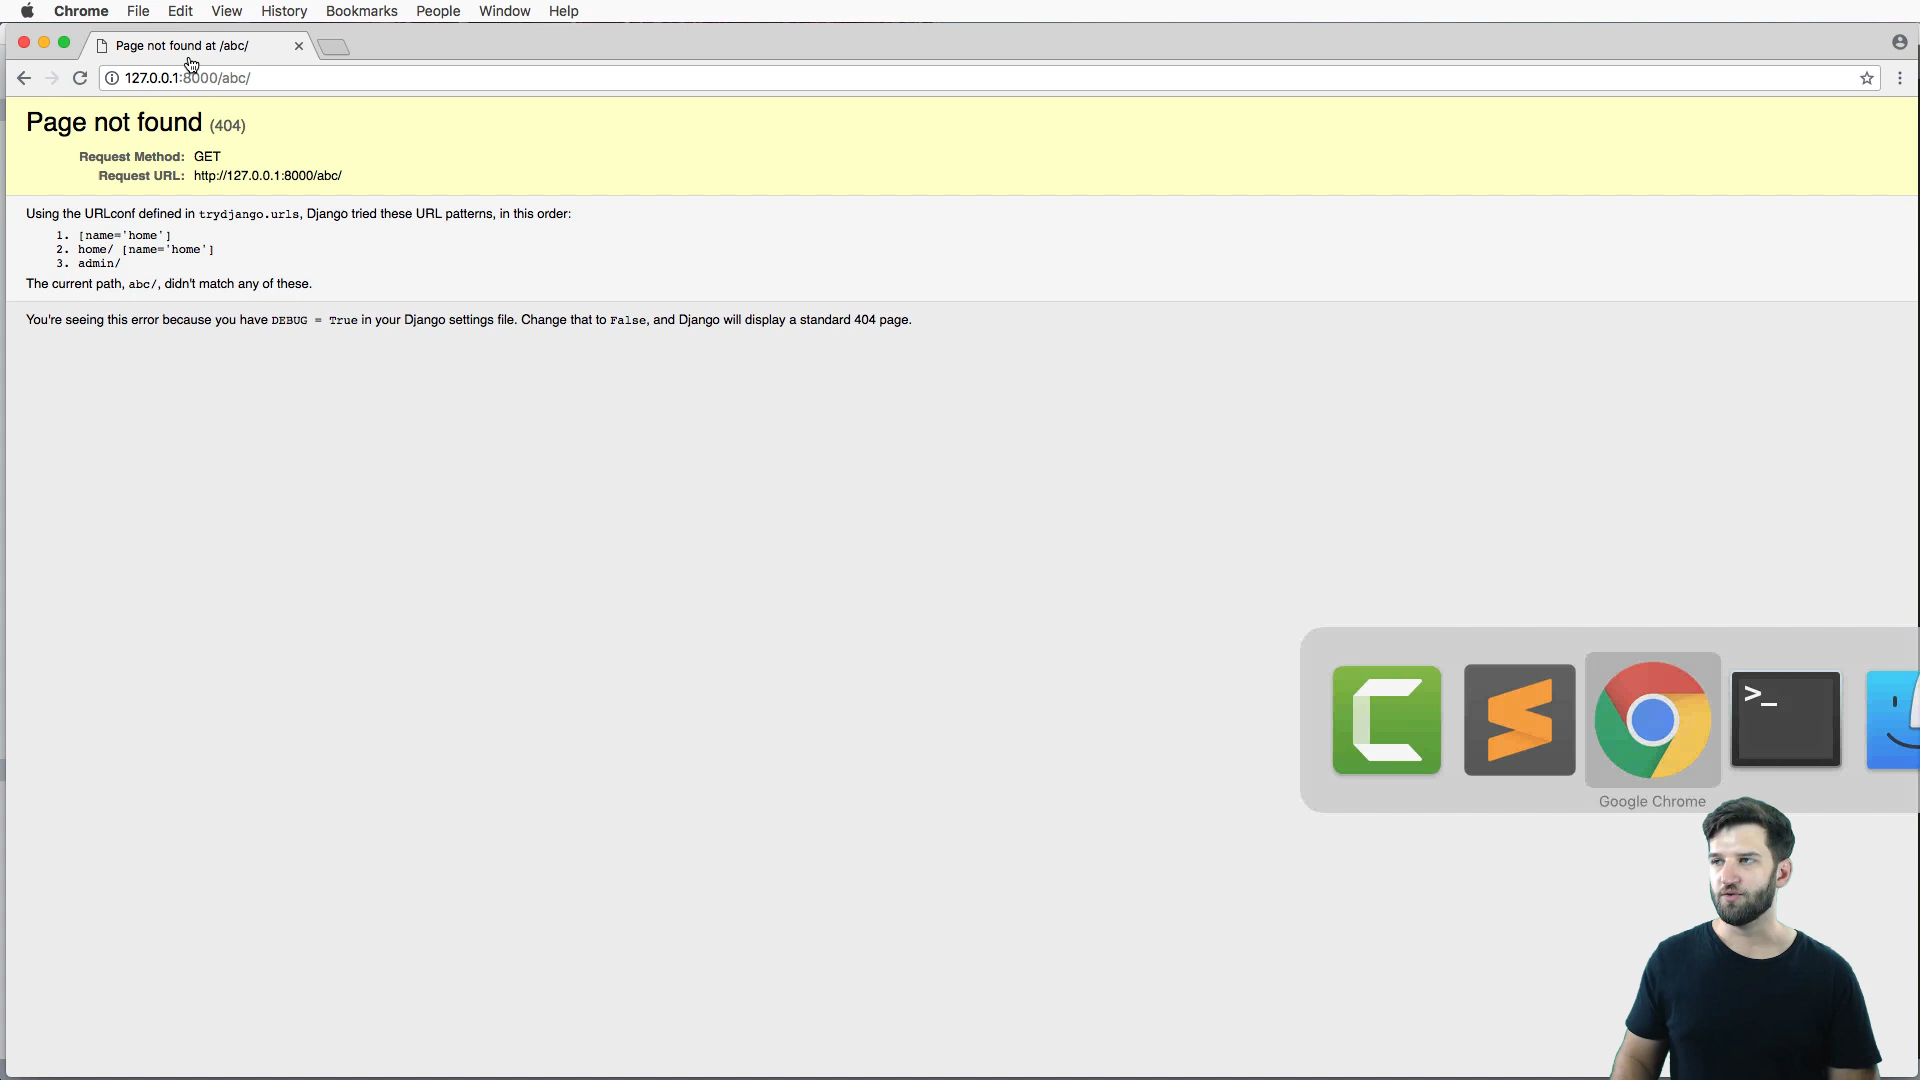 Chrome File Edit View History Bookmarks People Window Help
Page not found at /abc/
127.0.0.1:8000/abc/
Page not found (404)
Request Method: GET
Request URL: http://127.0.0.1:8000/abc/
Using the URLconf defined in trydjango.urls, Django tried these URL patterns, in this order:
1. [name='home']
2. home/ [name='home']
3. admin/
The current path, abc/, didn't match any of these.
You're seeing this error because you have DEBUG = True in your Django settings file. Change that to False, and Django will display a standard 404 page.
>_
Google Chrome